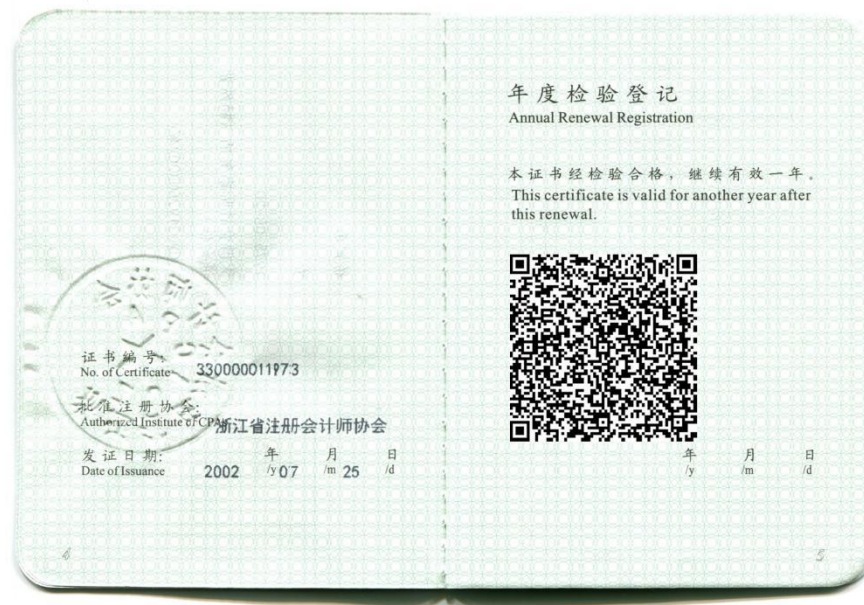 证书编号:
No. of Certificate 330000011973
批准注册协会:
Authorized Institute of CPAs 浙江省注册会计师协会
发证日期: 年 月 日
Date of Issuance 2002 /y 07 /m 25 /d
年度检验登记
Annual Renewal Registration
本证书经检验合格，继续有效一年。
This certificate is valid for another year after
this renewal.
年 月 日
/y /m /d
5